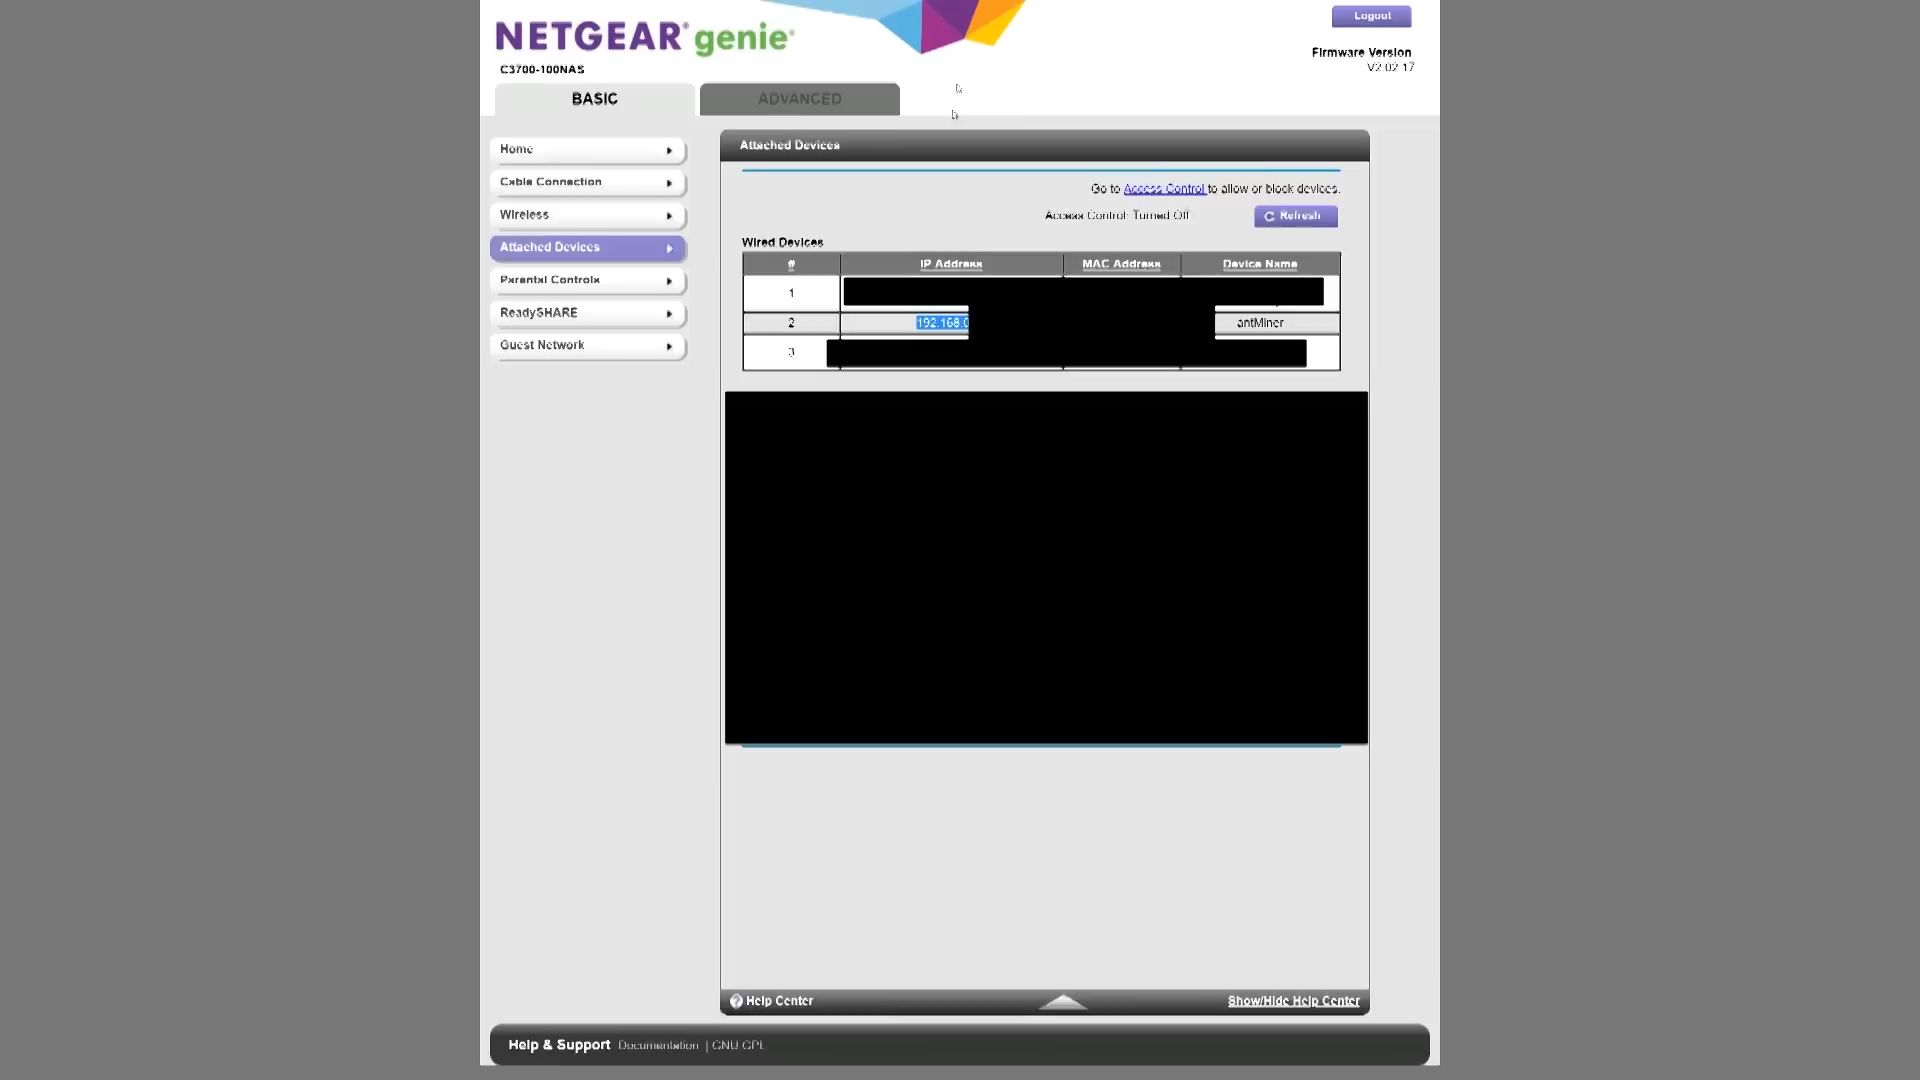 NETGEAR® genie®
Logout
Firmware Version
V2.02.17
C3700-100NAS
BASIC
ADVANCED
Home
Cable Connection
Wireless
Attached Devices
Parental Controls
ReadySHARE
Guest Network
Attached Devices
Go to Access Control to allow or block devices.
Access Control: Turned Off
Refresh
Wired Devices
# IP Address MAC Address Device Name
1
2 192.168.0 antMiner
3
? Help Center
Show/Hide Help Center
Help & Support Documentation | GNU GPL